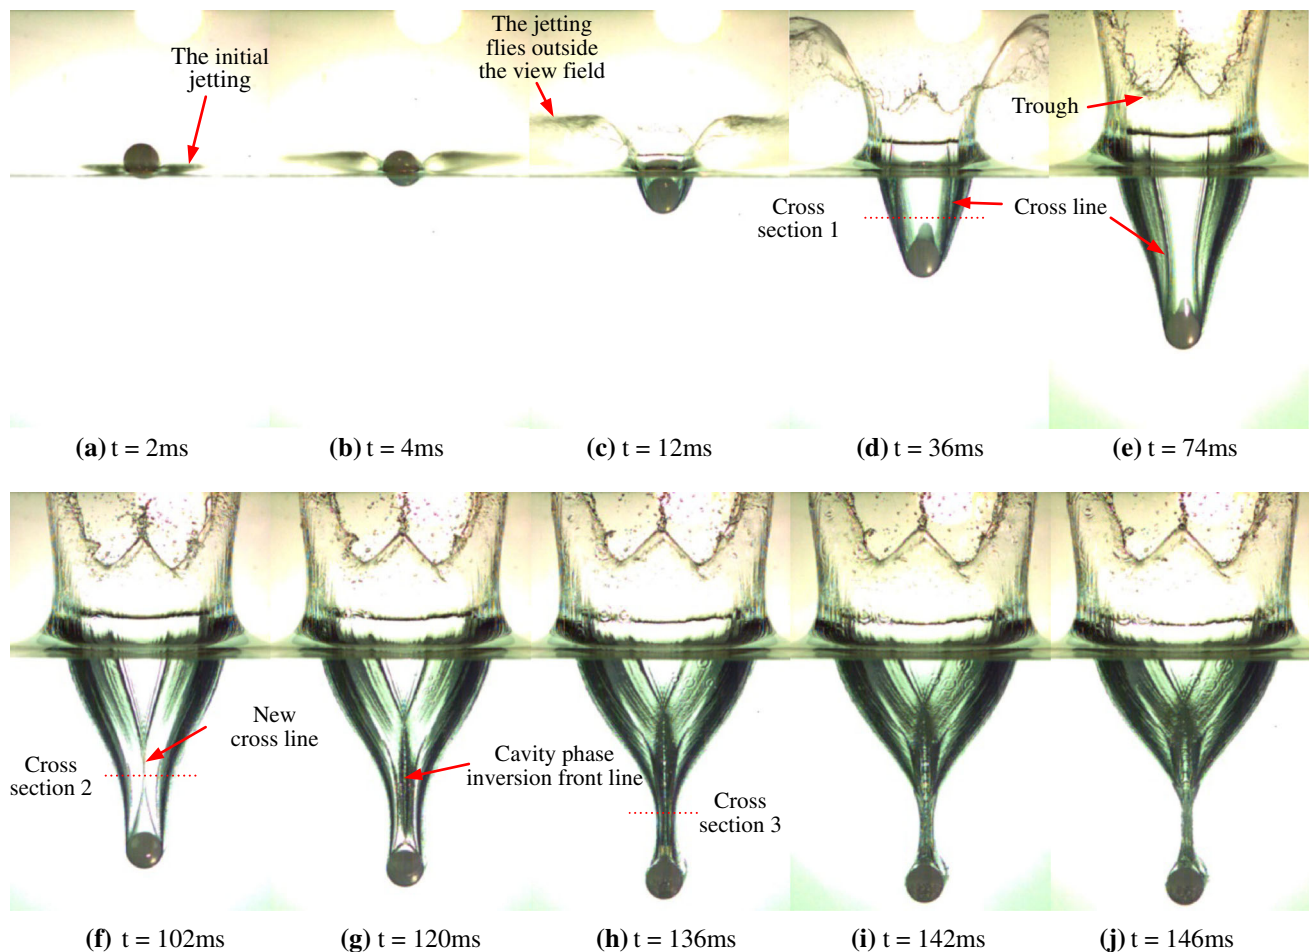 The initial
jetting
The jetting
flies outside
the view field
Trough
Cross
section 1
Cross line
(a) t = 2ms
(b) t = 4ms
(c) t = 12ms
(d) t = 36ms
(e) t = 74ms
New
cross line
Cross
section 2
Cavity phase
inversion front line
Cross
section 3
(f) t = 102ms
(g) t = 120ms
(h) t = 136ms
(i) t = 142ms
(j) t = 146ms